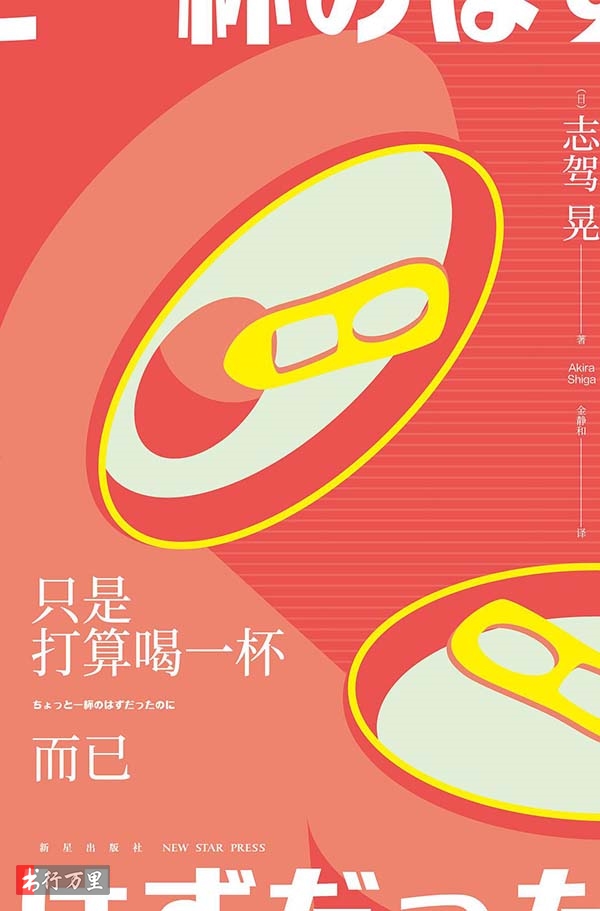 一杯のはず
（日）
志驾 晃
著
Akira
Shiga
金静和
译
只是
打算喝一杯
ちょっと一杯のはずだったのに
而已
新星出版社 NEW STAR PRESS
书行万里
はずだった